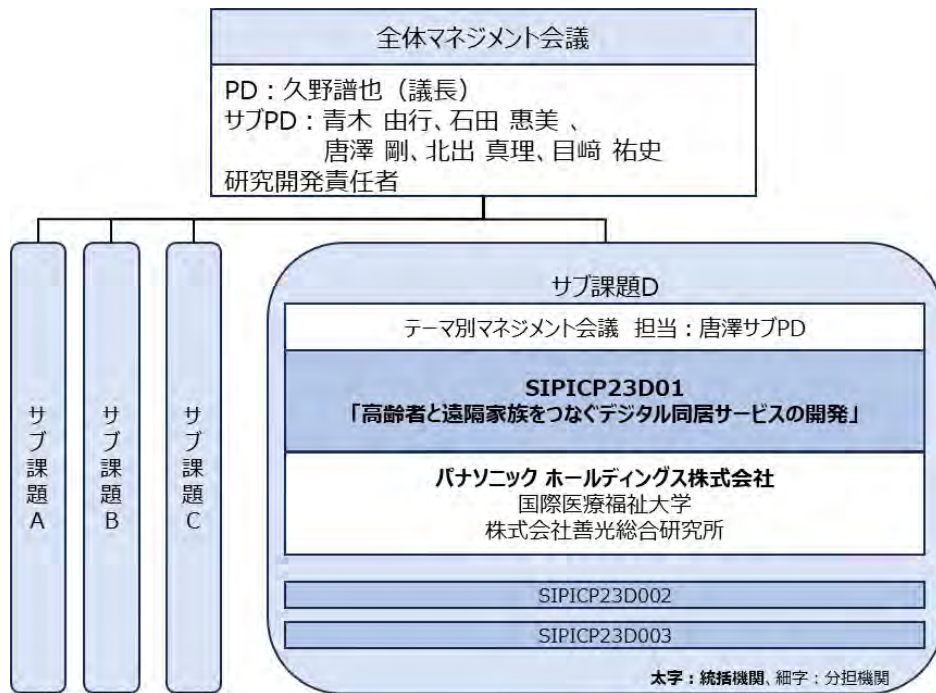 全体マネジメント会議
PD：久野譜也（議長）
サブPD：青木 由行、石田 惠美 、
唐澤 剛、北出 真理、目﨑 祐史
研究開発責任者
サブ課題A
サブ課題B
サブ課題C
サブ課題D
テーマ別マネジメント会議 担当：唐澤サブPD
SIPICP23D01
「高齢者と遠隔家族をつなぐデジタル同居サービスの開発」
パナソニック ホールディングス株式会社
国際医療福祉大学
株式会社善光総合研究所
SIPICP23D002
SIPICP23D003
太字：統括機関、細字：分担機関